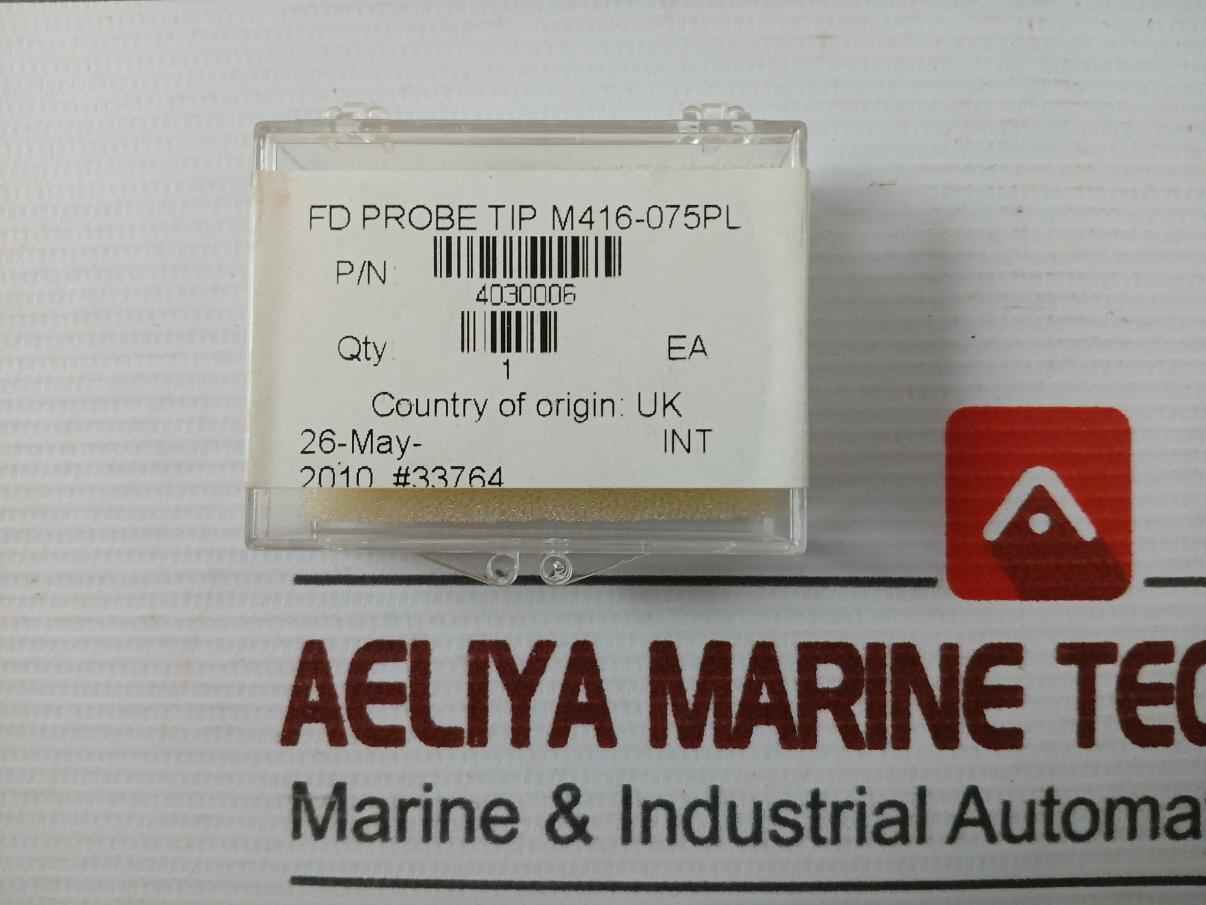 FD PROBE TIP M416-075PL
P/N:
4030006
Qty:
1
EA
Country of origin: UK
26-May-
INT
2010 #33764
AELIYA MARINE TEC
Marine & Industrial Automa